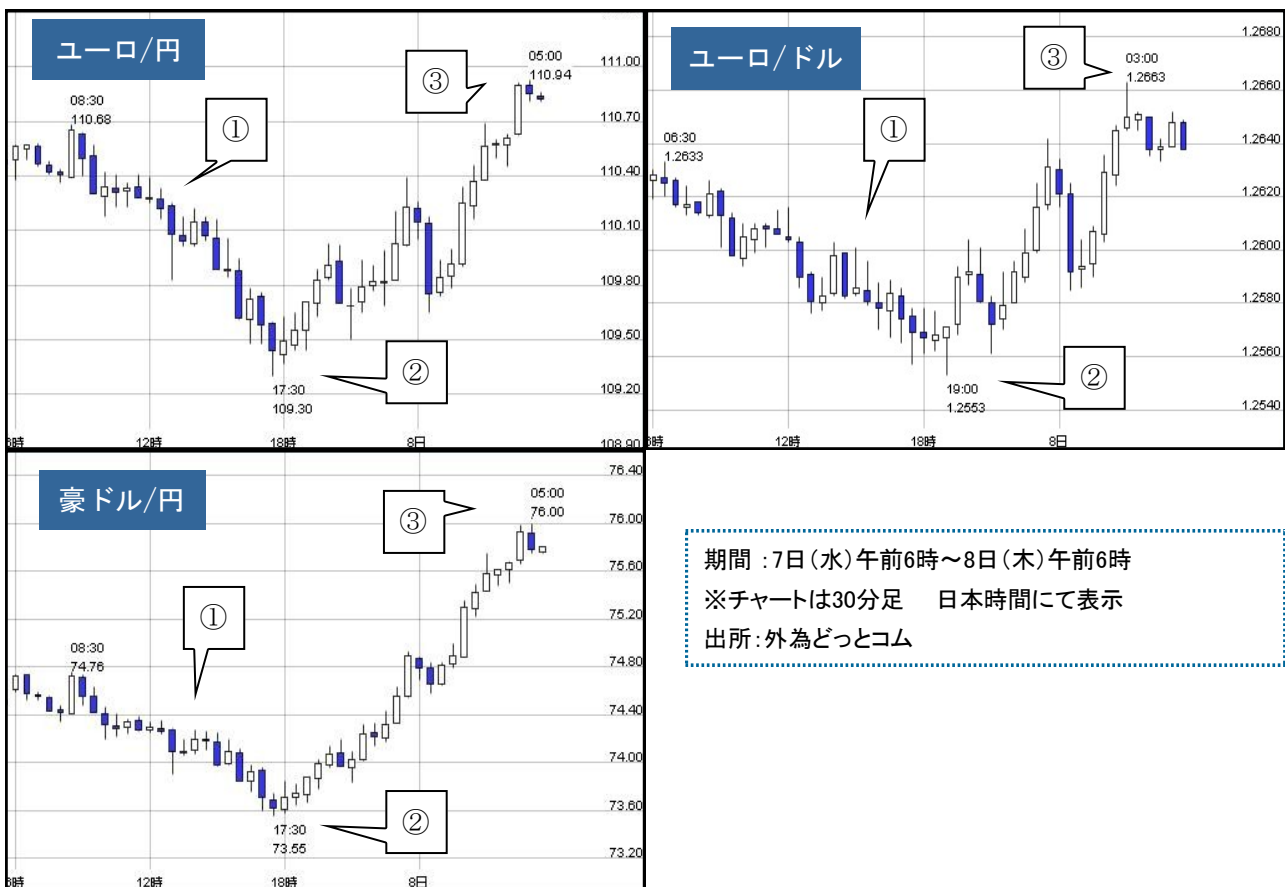 ユーロ/円
③
05:00
110.94
111.00
08:30
110.68
①
110.70
110.40
110.10
109.80
109.50
②
17:30
109.30
109.20
108.90
6時
12時
18時
8日
ユーロ/ドル
③
03:00
1.2663
1.2680
1.2660
①
06:30
1.2633
1.2640
1.2620
1.2600
1.2580
1.2560
19:00
1.2553
②
1.2540
6時
12時
18時
8日
豪ドル/円
③
05:00
76.00
76.40
76.00
75.60
①
75.20
08:30
74.76
74.80
74.40
74.00
73.60
②
17:30
73.55
73.20
6時
12時
18時
8日
期間 :7日(水)午前6時～8日(木)午前6時
※チャートは30分足 日本時間にて表示
出所:外為どっとコム